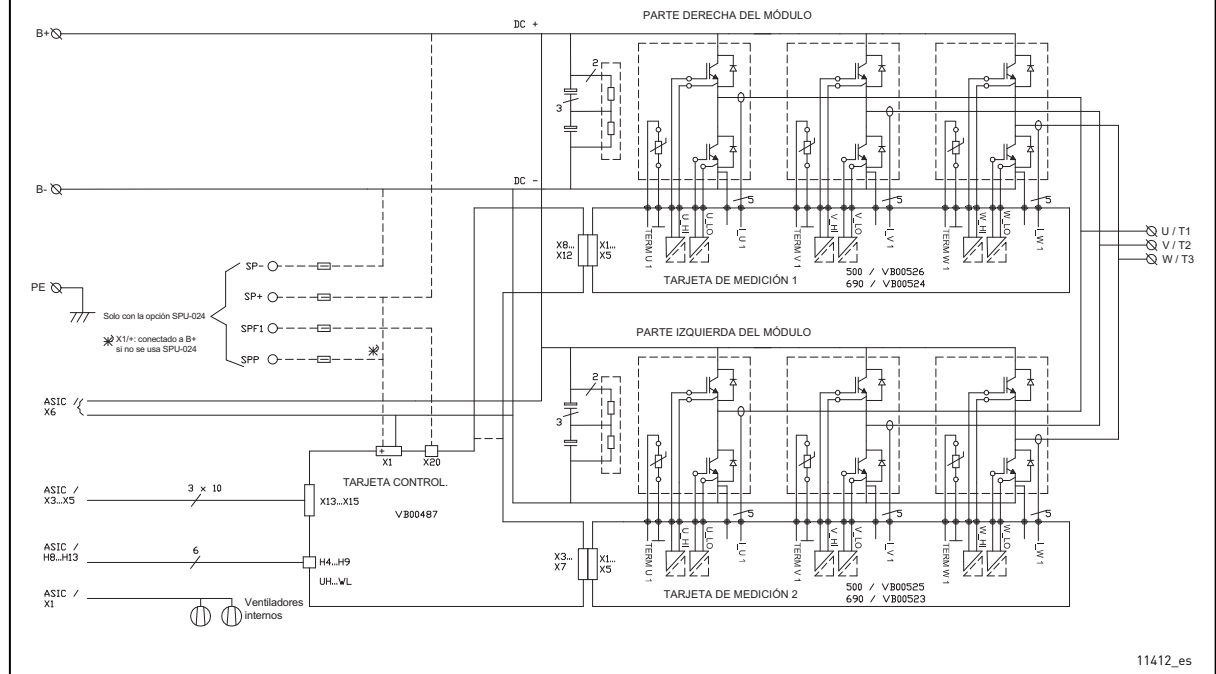 PARTE DERECHA DEL MÓDULO
B+
DC +
2
3
B-
DC -
5
5
5
TERM U 1
U_HI
U_LO
I_U 1
TERM V 1
V_HI
V_LO
I_V 1
TERM W 1
W_HI
W_LO
I_W 1
X8...
X12
X1...
X5
TARJETA DE MEDICIÓN 1
500 / VB00526
690 / VB00524
U / T1
V / T2
W / T3
SP-
SP+
SPF1
SPP
PE
Solo con la opción SPU-024
X1/+: conectado a B+
si no se usa SPU-024
PARTE IZQUIERDA DEL MÓDULO
2
3
ASIC /
X6
+
X1
X20
TARJETA CONTROL.
VB00487
ASIC /
X3...X5
3 x 10
X13...X15
ASIC /
H8...H13
6
H4...H9
UH...WL
ASIC /
X1
Ventiladores
internos
5
5
5
TERM U 1
U_HI
U_LO
I_U 1
TERM V 1
V_HI
V_LO
I_V 1
TERM W 1
W_HI
W_LO
I_W 1
X3...
X7
X1...
X5
TARJETA DE MEDICIÓN 2
500 / VB00525
690 / VB00523
11412_es